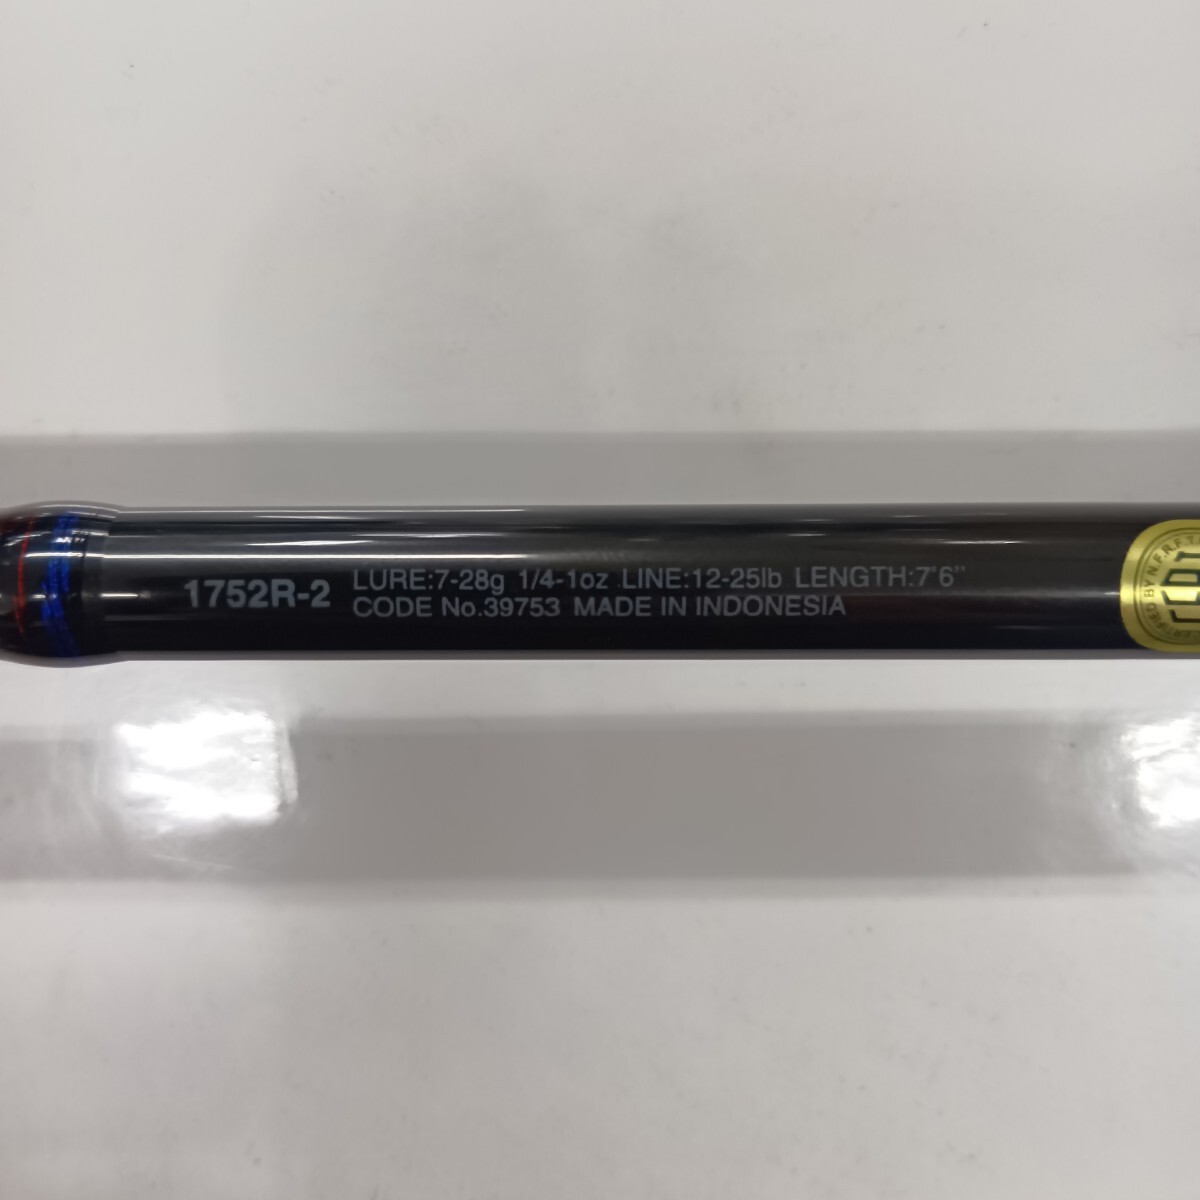 1752R-2
LURE:7-28g 1/4-1oz LINE:12-25lb LENGTH:7'6"
CODE No.39753 MADE IN INDONESIA